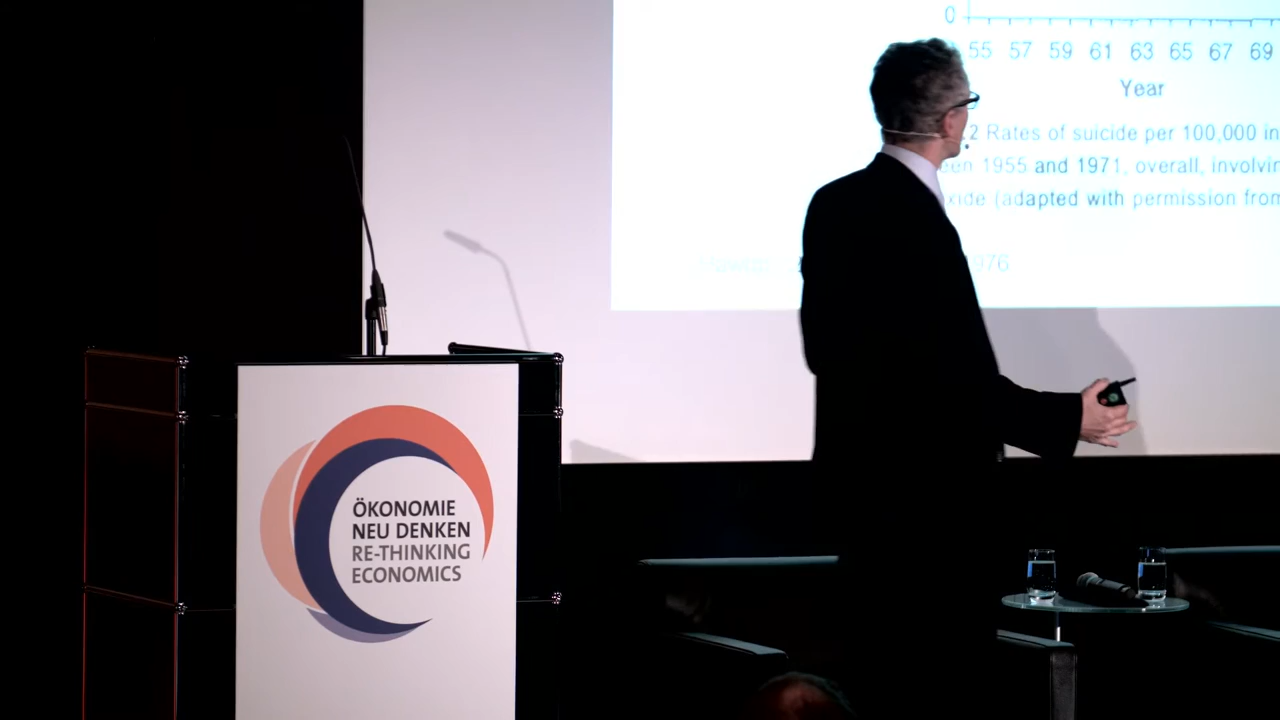 0
55 57 59 61 63 65 67 69
Year
.2 Rates of suicide per 100,000 in
een 1955 and 1971, overall, involvin
xide (adapted with permission from
1976
ÖKONOMIE
NEU DENKEN
RE-THINKING
ECONOMICS